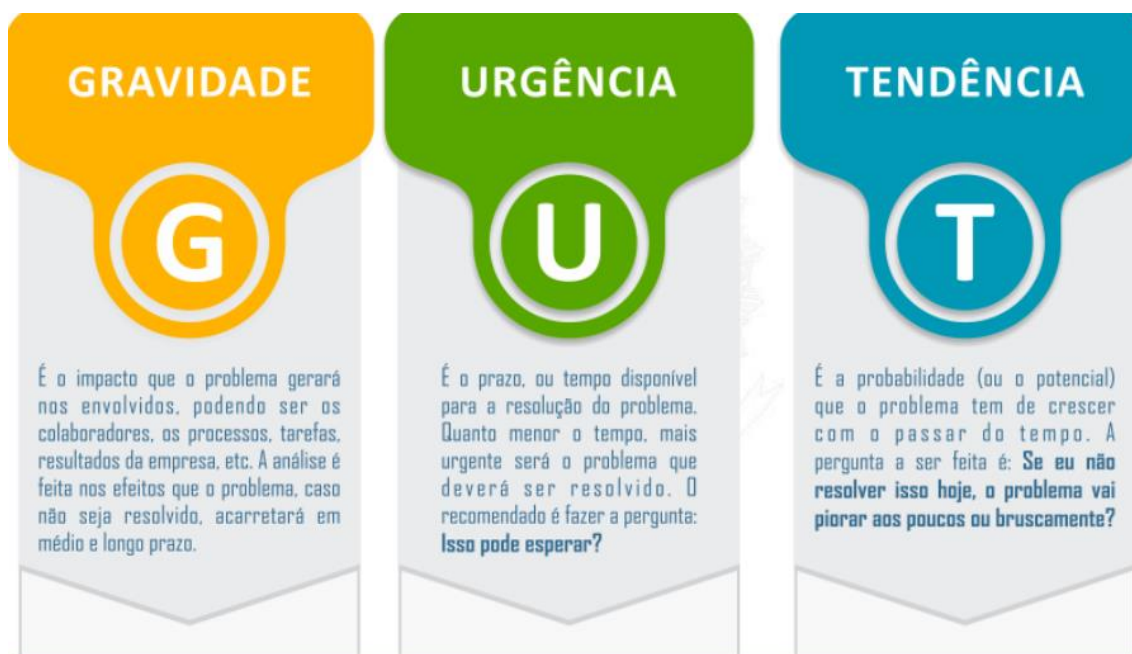 GRAVIDADE
G
É o impacto que o problema gerará
nos envolvidos, podendo ser os
colaboradores, os processos, tarefas,
resultados da empresa, etc. A análise é
feita nos efeitos que o problema, caso
não seja resolvido, acarretará em
médio e longo prazo.
URGÊNCIA
U
É o prazo, ou tempo disponível
para a resolução do problema.
Quanto menor o tempo, mais
urgente será o problema que
deverá ser resolvido. O
recomendado é fazer a pergunta:
Isso pode esperar?
TENDÊNCIA
T
É a probabilidade (ou o potencial)
que o problema tem de crescer
com o passar do tempo. A
pergunta a ser feita é: Se eu não
resolver isso hoje, o problema vai
piorar aos poucos ou bruscamente?